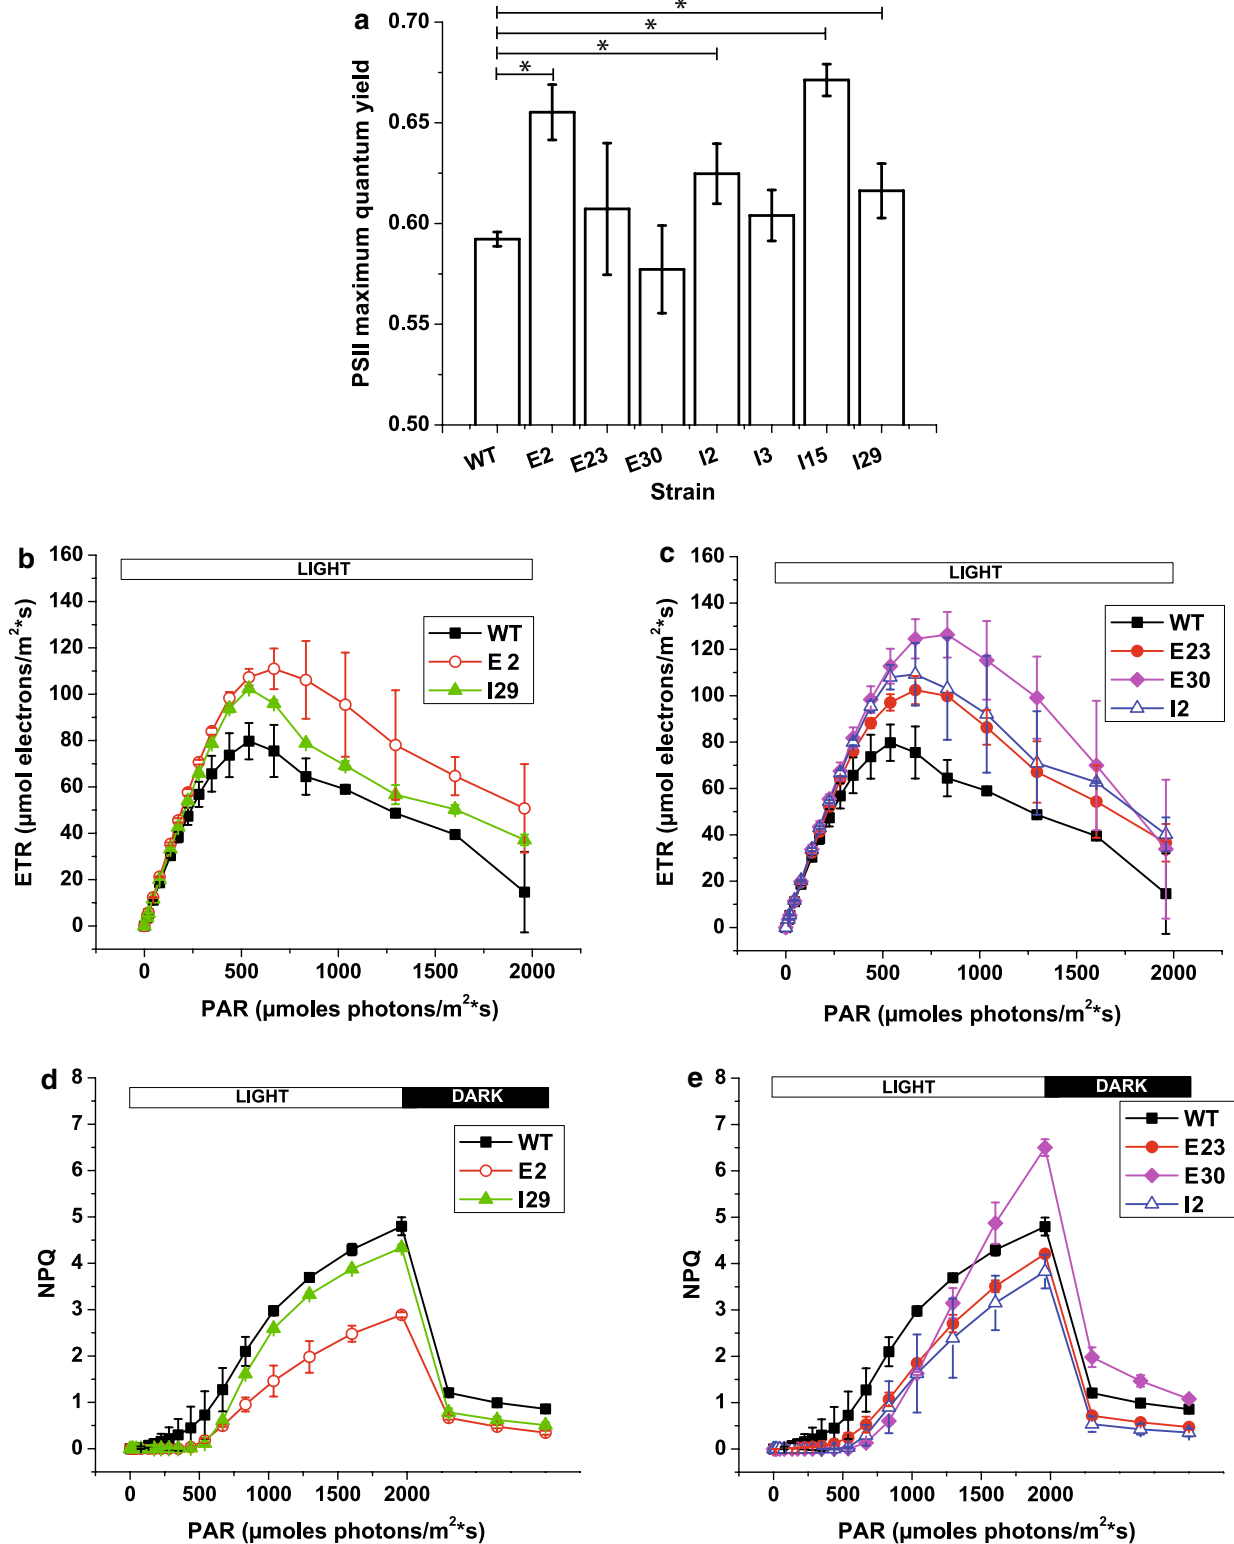 a
*
*
*
*
0.70
0.65
0.60
0.55
0.50
PSII maximum quantum yield
WT E2 E23 E30 I2 I3 I15 I29
Strain
b
160
140
120
100
80
60
40
20
0
ETR (µmol electrons/m²*s)
LIGHT
WT
E 2
I29
0 500 1000 1500 2000
PAR (µmoles photons/m²*s)
c
160
140
120
100
80
60
40
20
0
ETR (µmol electrons/m²*s)
LIGHT
WT
E23
E30
I2
0 500 1000 1500 2000
PAR (µmoles photons/m²*s)
d
8
7
6
5
4
3
2
1
0
NPQ
LIGHT DARK
WT
E2
I29
0 500 1000 1500 2000
PAR (µmoles photons/m²*s)
e
8
7
6
5
4
3
2
1
0
NPQ
LIGHT DARK
WT
E23
E30
I2
0 500 1000 1500 2000
PAR (µmoles photons/m²*s)